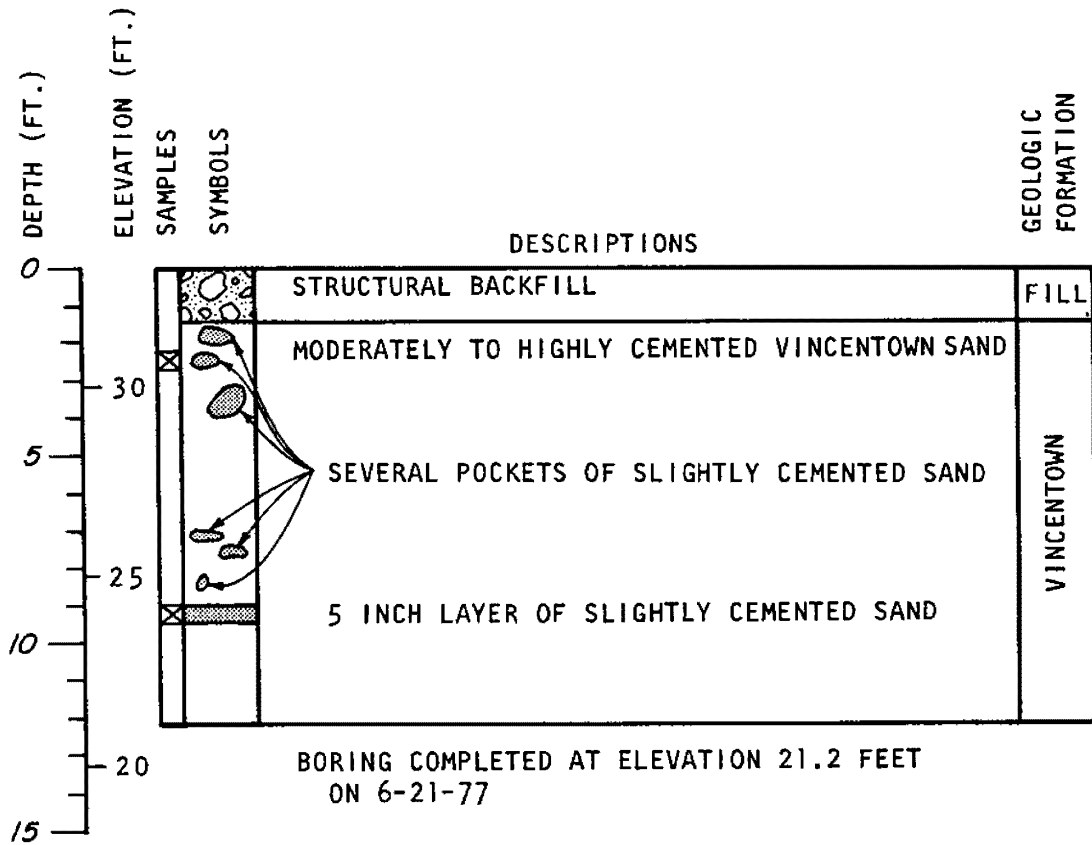 DEPTH (FT.)
ELEVATION (FT.)
SAMPLES
SYMBOLS
DESCRIPTIONS
GEOLOGIC
FORMATION
0
STRUCTURAL BACKFILL
FILL
MODERATELY TO HIGHLY CEMENTED VINCENTOWN SAND
30
5
SEVERAL POCKETS OF SLIGHTLY CEMENTED SAND
VINCENTOWN
25
5 INCH LAYER OF SLIGHTLY CEMENTED SAND
10
20
BORING COMPLETED AT ELEVATION 21.2 FEET
ON 6-21-77
15